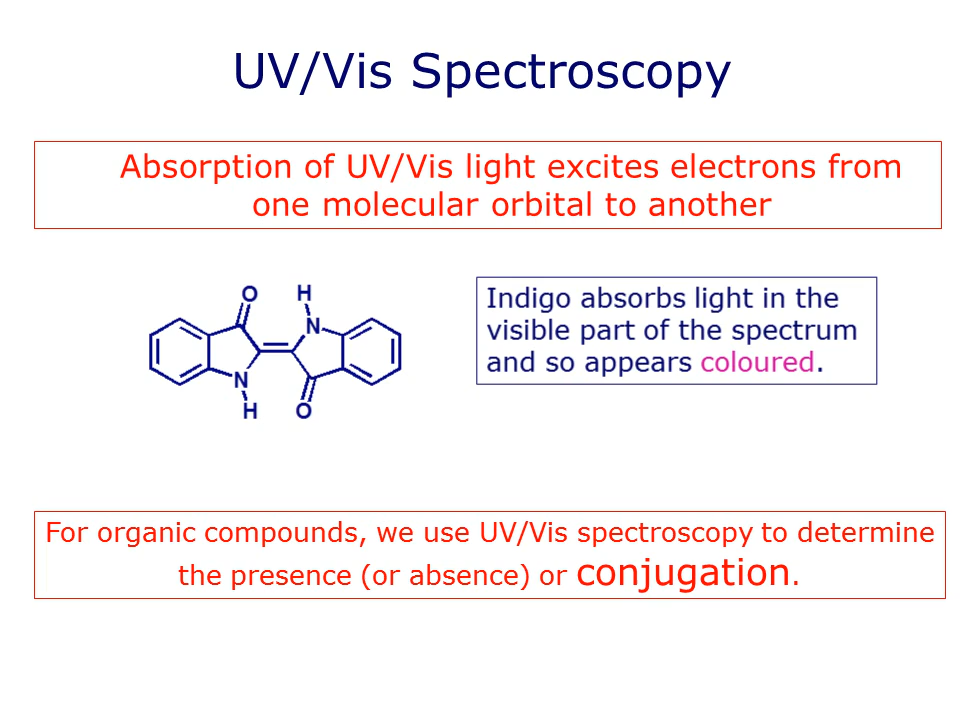 UV/Vis Spectroscopy
Absorption of UV/Vis light excites electrons from
one molecular orbital to another
O
H
N
N
H
O
Indigo absorbs light in the
visible part of the spectrum
and so appears coloured.
For organic compounds, we use UV/Vis spectroscopy to determine
the presence (or absence) or conjugation.